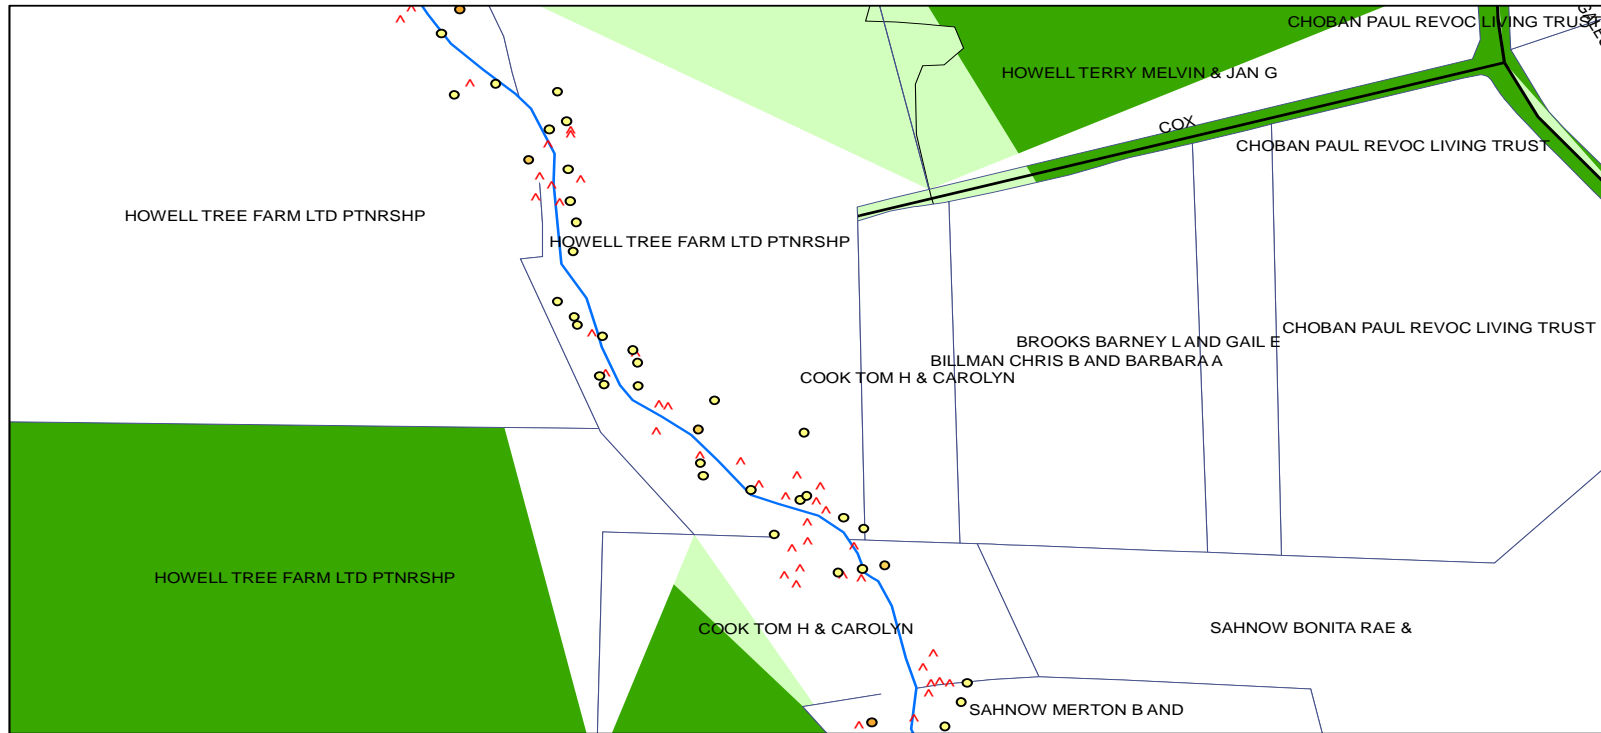 CHOBAN PAUL REVOC LIVING TRUST
HOWELL TERRY MELVIN & JAN G
COX
CHOBAN PAUL REVOC LIVING TRUST
HOWELL TREE FARM LTD PTNRSHP
HOWELL TREE FARM LTD PTNRSHP
CHOBAN PAUL REVOC LIVING TRUST
BROOKS BARNEY L AND GAIL E
BILLMAN CHRIS B AND BARBARA A
COOK TOM H & CAROLYN
HOWELL TREE FARM LTD PTNRSHP
COOK TOM H & CAROLYN
SAHNOW BONITA RAE &
SAHNOW MERTON B AND